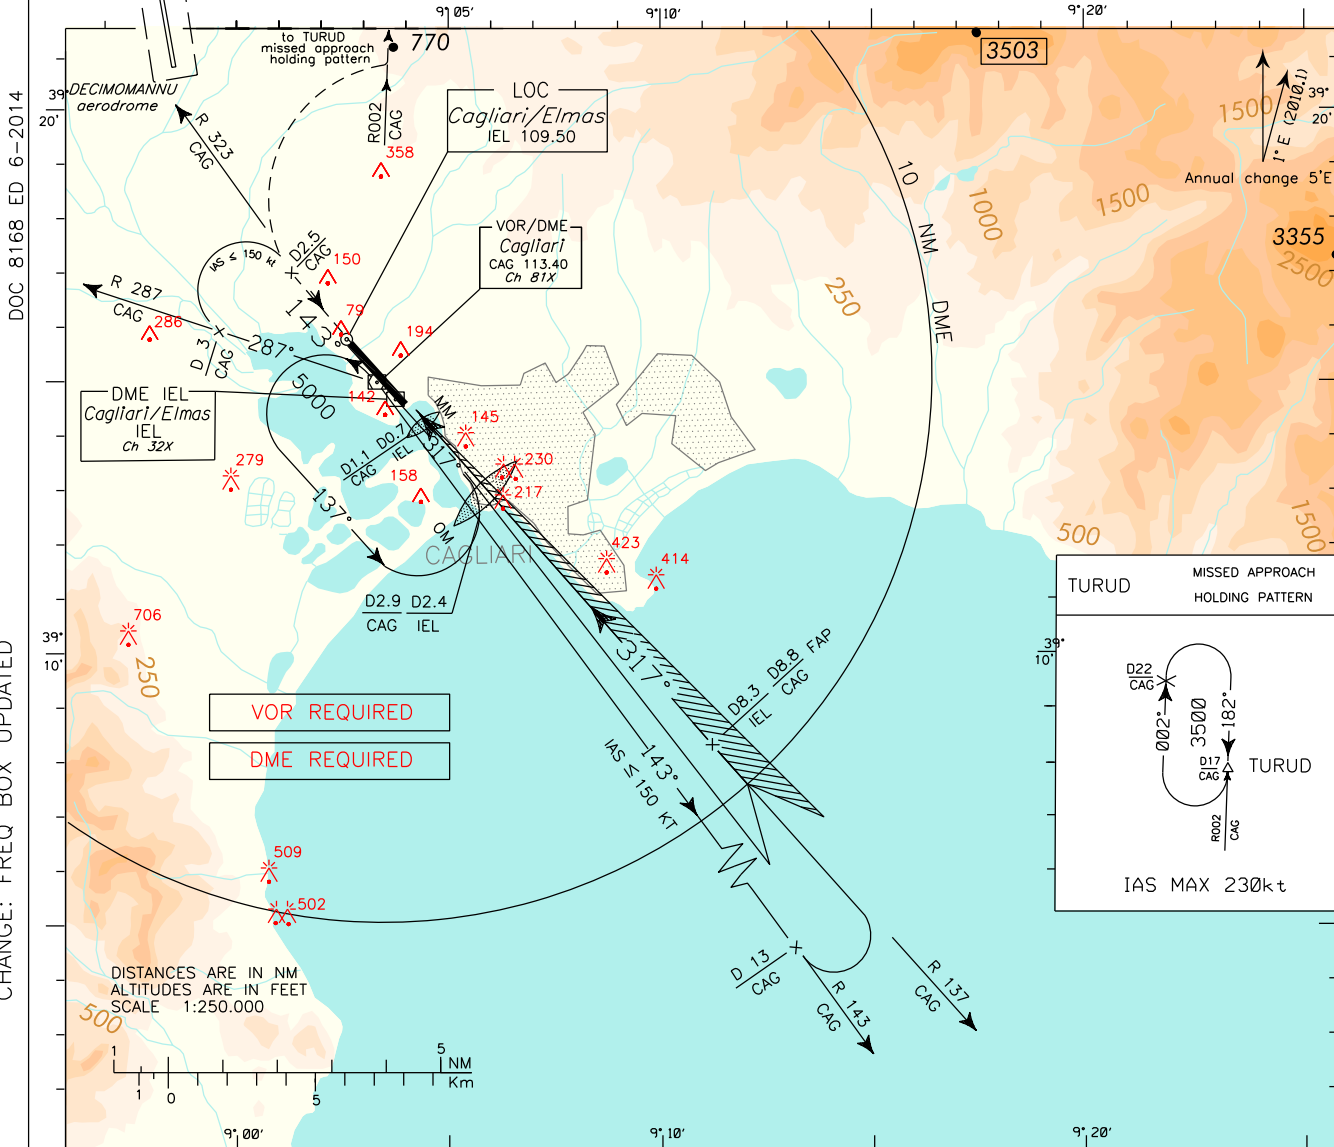 9°05'
9°10'
9°20'
DOC 8168 ED 6-2014
CHANGE: FREQ BOX UPDATED
to TURUD
missed approach
holding pattern
770
3503
DECIMOMANNU
aerodrome
39°
20'
R 323
CAG
R002
CAG
LOC
Cagliari/Elmas
IEL 109.50
358
10 NM DME
1500
1° E (2010.1)
39°
20'
Annual change 5'E
1000
1500
3355
2500
VOR/DME
Cagliari
CAG 113.40
Ch 81X
D2.5
CAG
IAS ≤ 150 kt
150
R 287
CAG
286
79
143°
194
250
D 3
CAG
287°
5000
DME IEL
Cagliari/Elmas
IEL
Ch 32X
142
MM
145
D1.1 D0.7
CAG IEL
317°
230
217
279
158
137°
OM
CAGLIARI
423
414
500
1500
D2.9 D2.4
CAG IEL
706
250
39°
10'
39°
10'
317°
D8.3 D8.8 FAP
IEL CAG
VOR REQUIRED
DME REQUIRED
143°
IAS ≤ 150 KT
509
502
D 13
CAG
R 143
CAG
R 137
CAG
TURUD
MISSED APPROACH
HOLDING PATTERN
D22
CAG
002°
3500
182°
D17
CAG
TURUD
R002
CAG
IAS MAX 230kt
DISTANCES ARE IN NM
ALTITUDES ARE IN FEET
SCALE 1:250.000
500
1
5
NM
Km
1
0
5
9°00'
9°10'
9°20'